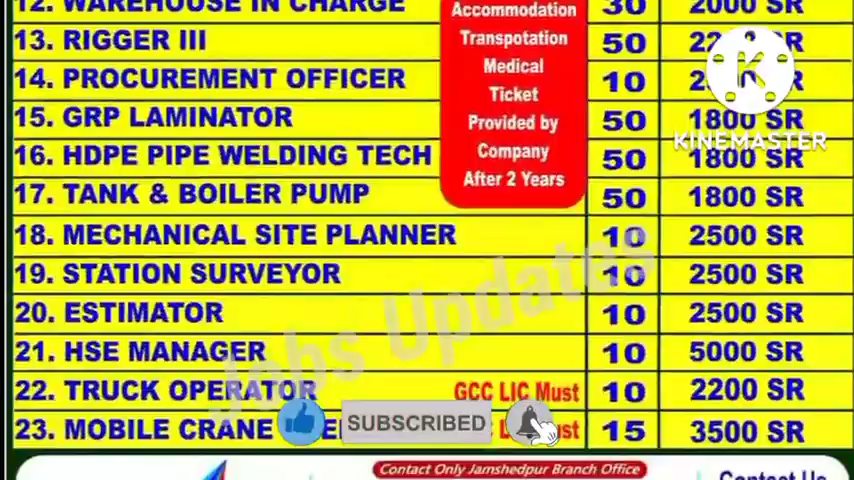 12. WAREHOUSE IN CHARGE 30 2000 SR
Accommodation
13. RIGGER III 50 SR
Transpotation
Medical
14. PROCUREMENT OFFICER 10 SR
Ticket
15. GRP LAMINATOR 50 1800 SR
Provided by
KINEMASTER
16. HDPE PIPE WELDING TECH 50 1800 SR
Company
After 2 Years
17. TANK & BOILER PUMP 50 1800 SR
18. MECHANICAL SITE PLANNER 10 2500 SR
19. STATION SURVEYOR 10 2500 SR
20. ESTIMATOR 10 2500 SR
Jobs Updates
21. HSE MANAGER 10 5000 SR
22. TRUCK OPERATOR GCC LIC Must 10 2200 SR
23. MOBILE CRANE 15 3500 SR
SUBSCRIBED
Contact Only Jamshedpur Branch Office
Contact Us